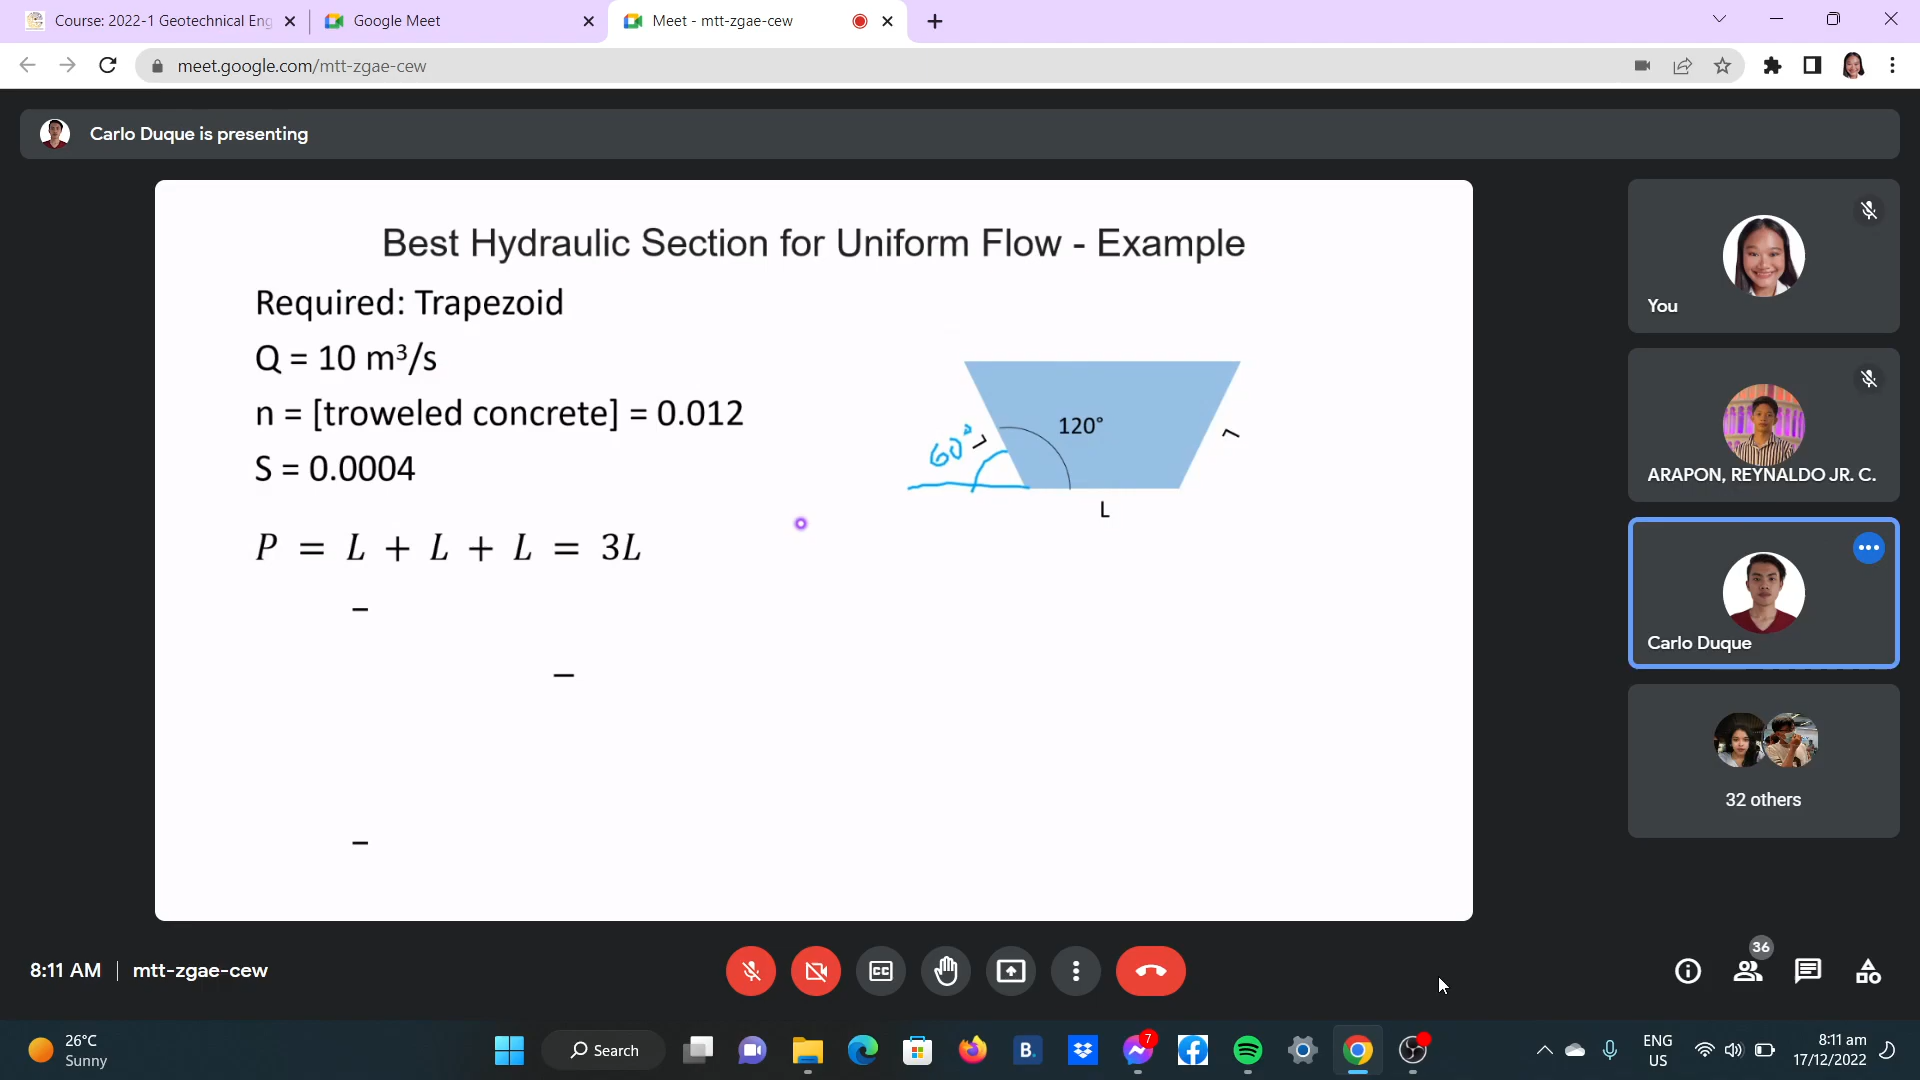 Course: 2022-1 Geotechnical Eng
Google Meet
Meet - mtt-zgae-cew
meet.google.com/mtt-zgae-cew
Carlo Duque is presenting
Best Hydraulic Section for Uniform Flow - Example
Required: Trapezoid
Q = 10 m³/s
n = [troweled concrete] = 0.012
S = 0.0004
P = L + L + L = 3L
120°
60°
L
L
L
You
ARAPON, REYNALDO JR. C.
Carlo Duque
32 others
8:11 AM | mtt-zgae-cew
CC
36
26°C
Sunny
Search
B.
7
ENG
US
8:11 am
17/12/2022